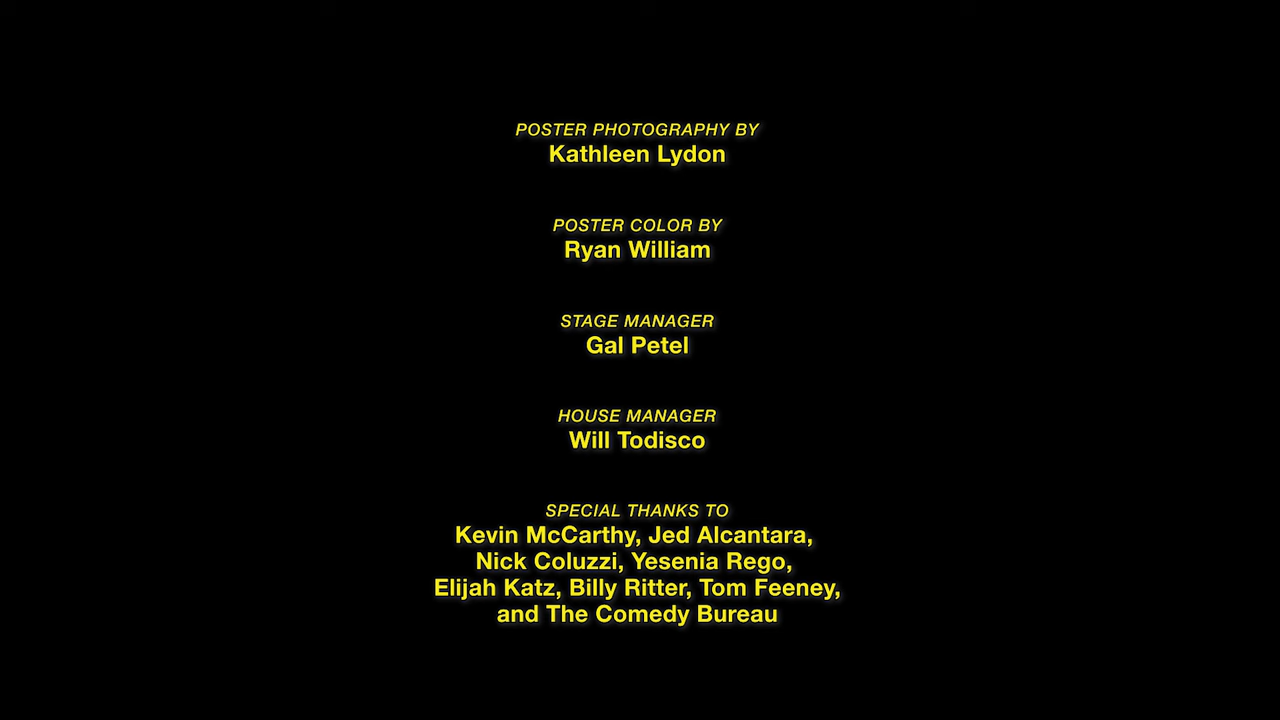 POSTER PHOTOGRAPHY BY
Kathleen Lydon
POSTER COLOR BY
Ryan William
STAGE MANAGER
Gal Petel
HOUSE MANAGER
Will Todisco
SPECIAL THANKS TO
Kevin McCarthy, Jed Alcantara,
Nick Coluzzi, Yesenia Rego,
Elijah Katz, Billy Ritter, Tom Feeney,
and The Comedy Bureau